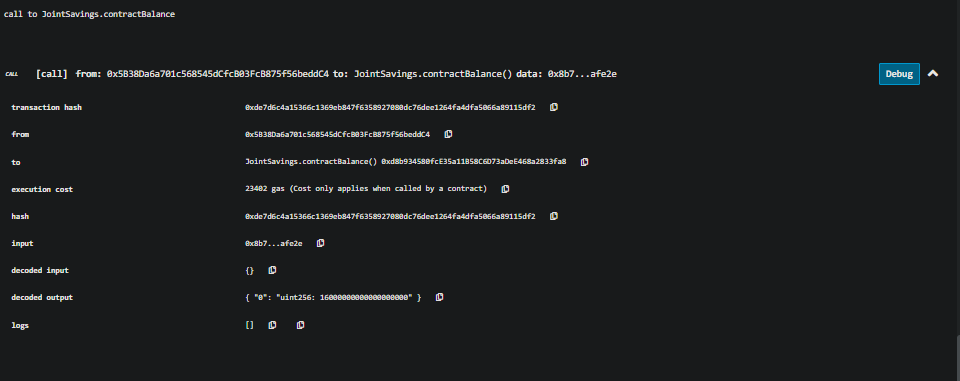 call to JointSavings.contractBalance
CALL [call] from: 0x5B38Da6a701c568545dCfcB03FcB875f56beddC4 to: JointSavings.contractBalance() data: 0x8b7...afe2e Debug
transaction hash 0xde7d6c4a15366c1369eb847f6358927080dc76dee1264fa4dfa5066a89115df2
from 0x5B38Da6a701c568545dCfcB03FcB875f56beddC4
to JointSavings.contractBalance() 0xd8b934580fcE35a11B58C6D73aDeE468a2833fa8
execution cost 23402 gas (Cost only applies when called by a contract)
hash 0xde7d6c4a15366c1369eb847f6358927080dc76dee1264fa4dfa5066a89115df2
input 0x8b7...afe2e
decoded input {}
decoded output { "0": "uint256: 16000000000000000000" }
logs []